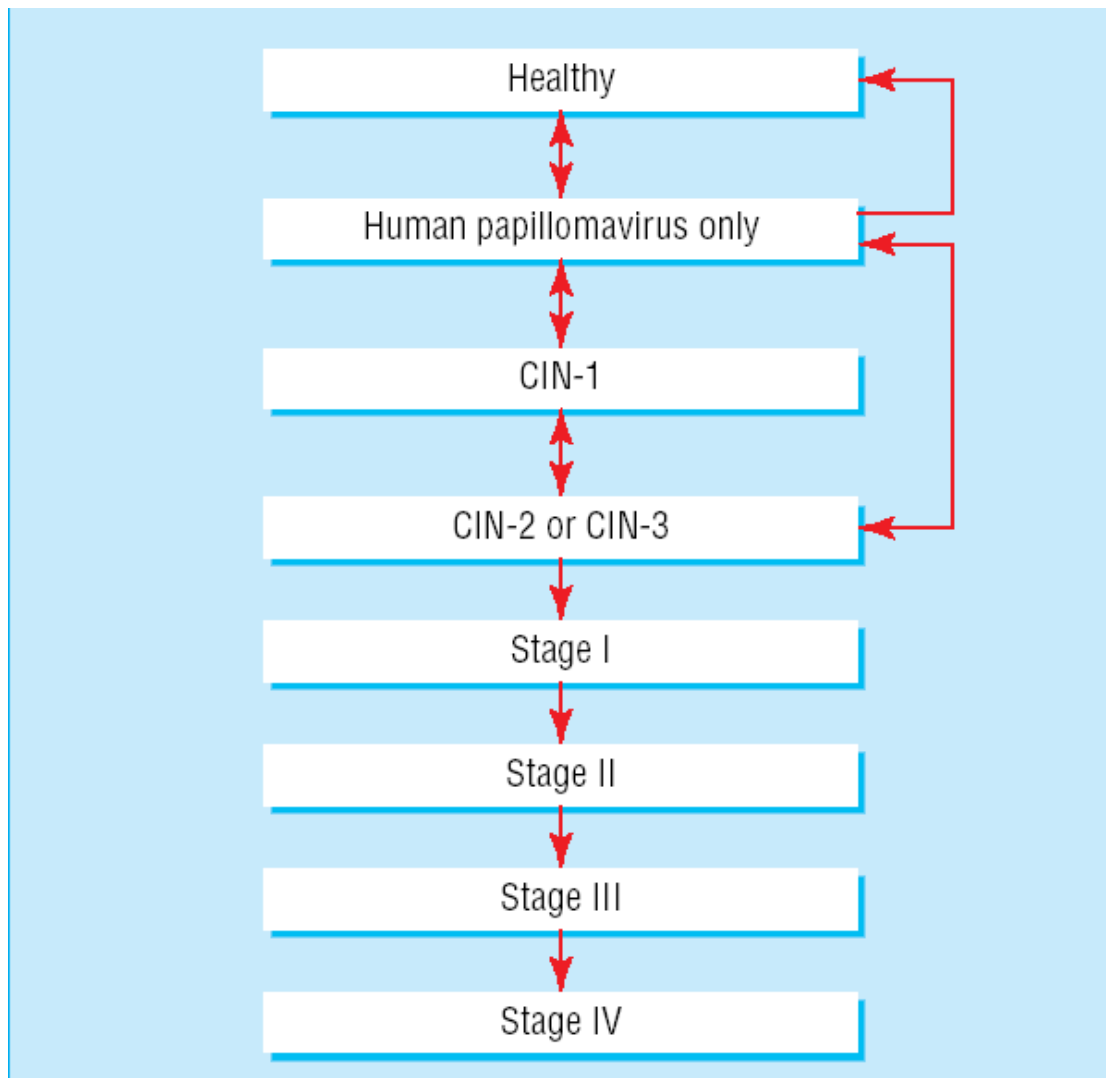 Healthy
Human papillomavirus only
CIN-1
CIN-2 or CIN-3
Stage I
Stage II
Stage III
Stage IV